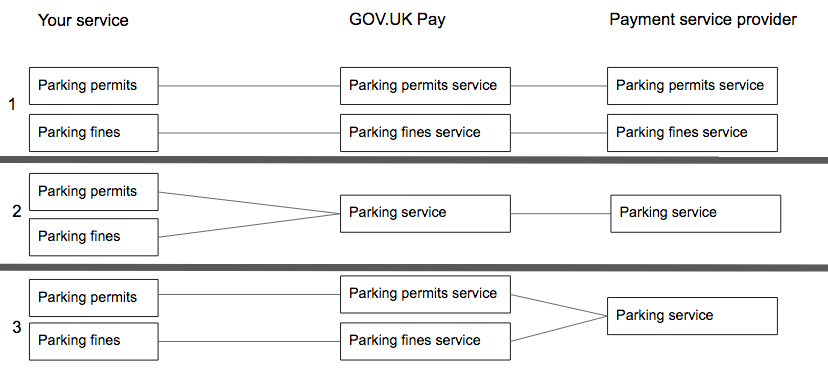 Your service GOV.UK Pay Payment service provider
1
Parking permits Parking permits service Parking permits service
Parking fines Parking fines service Parking fines service
2
Parking permits
Parking service Parking service
Parking fines
3
Parking permits Parking permits service
Parking service
Parking fines Parking fines service